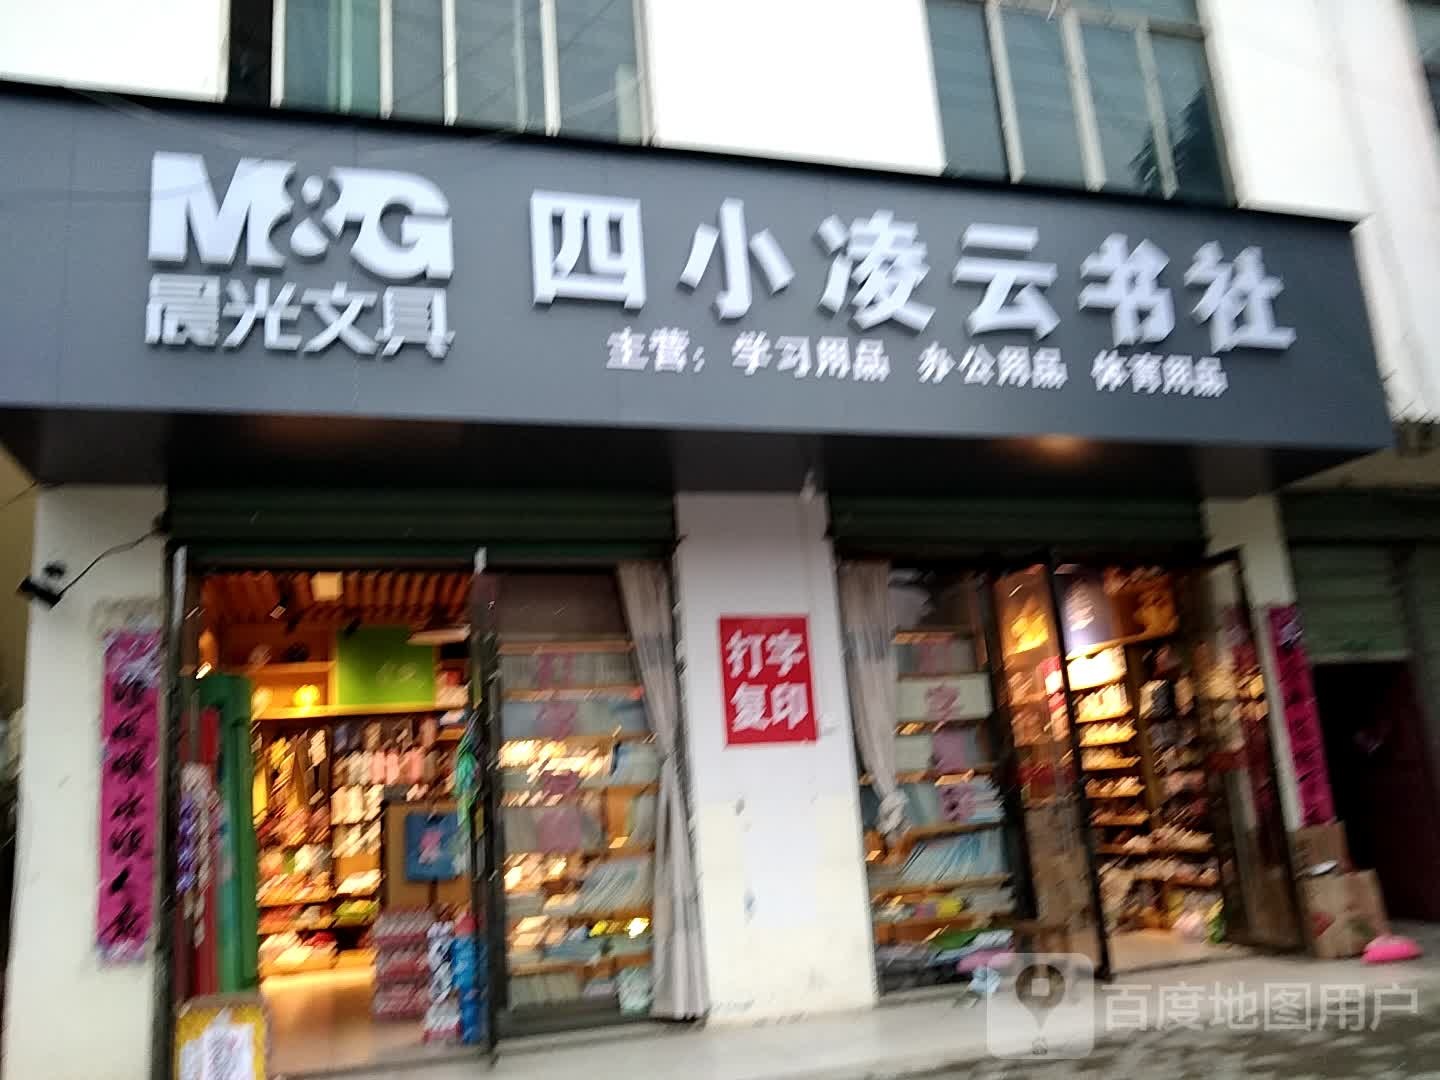 M&G
晨光文具
四小凌云书社
主营：学习用品 办公用品 体育用品
打字
复印
百度地图用户